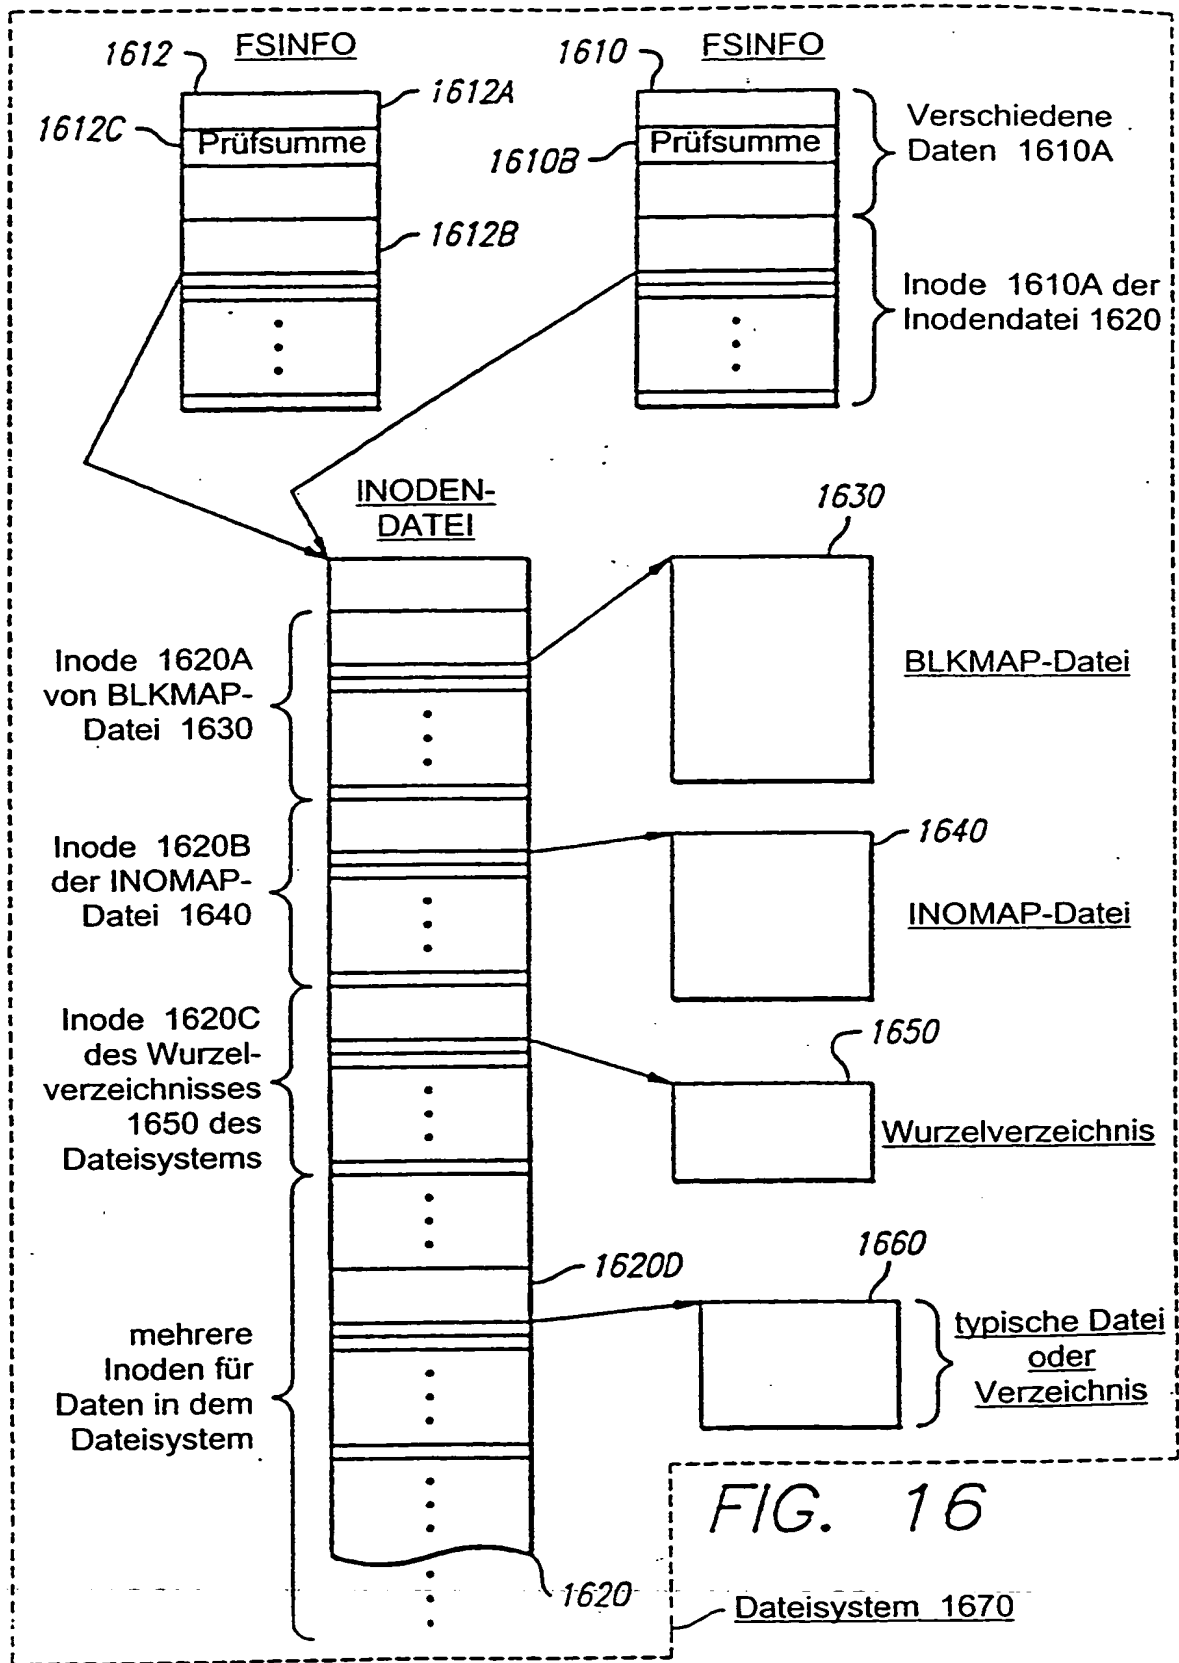 FSINFO
1612
1612A
1612C
Prüfsumme
1612B
FSINFO
1610
Prüfsumme
1610B
Verschiedene
Daten 1610A
Inode 1610A der
Inodendatei 1620
INODEN-
DATEI
1630
Inode 1620A
von BLKMAP-
Datei 1630
BLKMAP-Datei
1640
Inode 1620B
der INOMAP-
Datei 1640
INOMAP-Datei
1650
Inode 1620C
des Wurzel-
verzeichnisses
1650 des
Dateisystems
Wurzelverzeichnis
1620D
1660
mehrere
Inoden für
Daten in dem
Dateisystem
typische Datei
oder
Verzeichnis
FIG. 16
1620
Dateisystem 1670